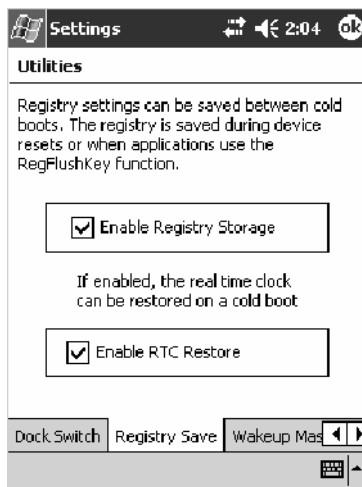 Settings 2:04 ok
Utilities
Registry settings can be saved between cold
boots. The registry is saved during device
resets or when applications use the
RegFlushKey function.
Enable Registry Storage
If enabled, the real time clock
can be restored on a cold boot
Enable RTC Restore
Dock Switch Registry Save Wakeup Mas